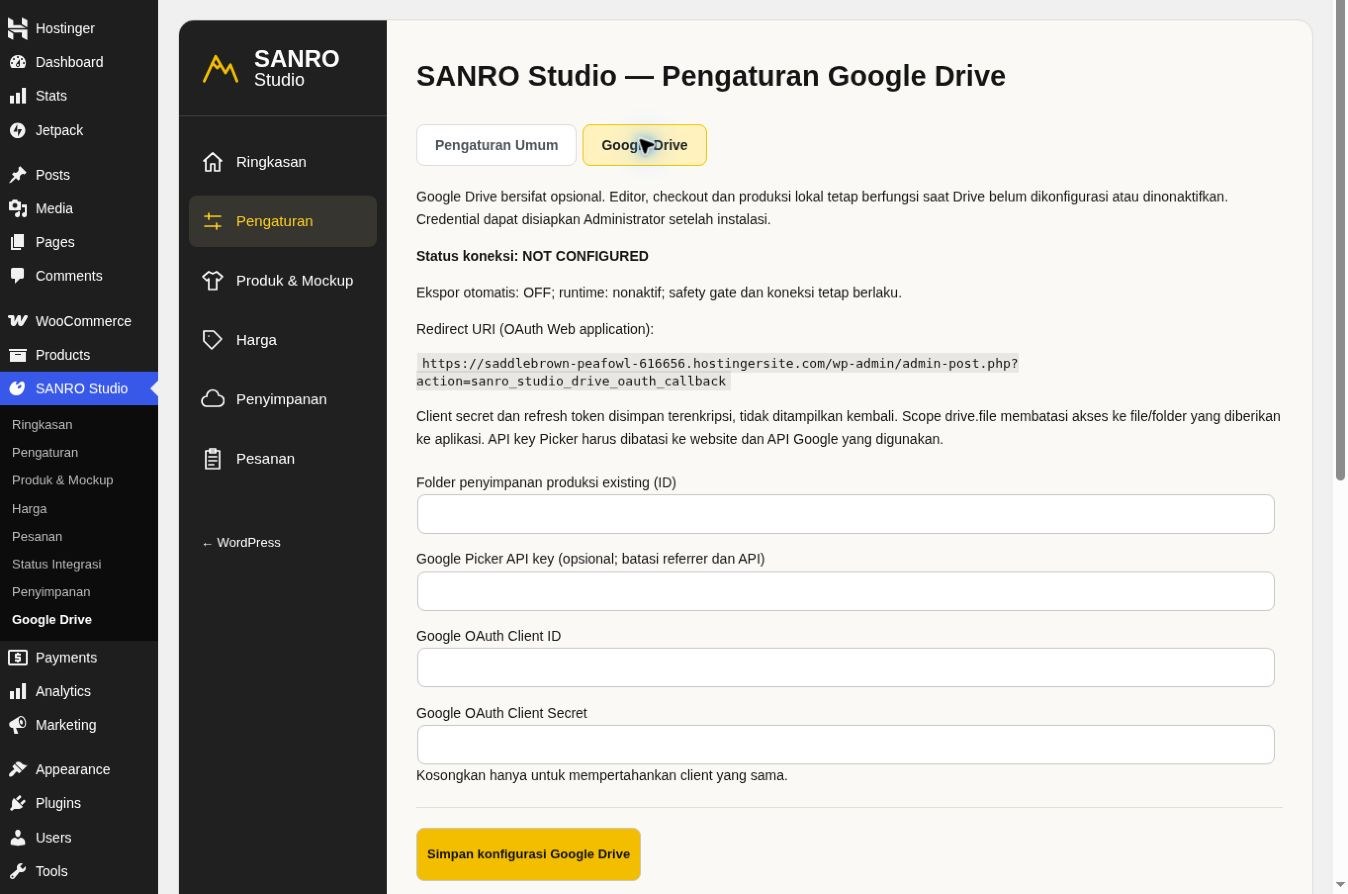 Hostinger
Dashboard
Stats
Jetpack
Posts
Media
Pages
Comments
WooCommerce
Products
SANRO Studio
Ringkasan
Pengaturan
Produk & Mockup
Harga
Pesanan
Status Integrasi
Penyimpanan
Google Drive
Payments
Analytics
Marketing
Appearance
Plugins
Users
Tools
SANRO
Studio
Ringkasan
Pengaturan
Produk & Mockup
Harga
Penyimpanan
Pesanan
← WordPress
SANRO Studio — Pengaturan Google Drive
Pengaturan Umum
Google Drive
Google Drive bersifat opsional. Editor, checkout dan produksi lokal tetap berfungsi saat Drive belum dikonfigurasi atau dinonaktifkan.
Credential dapat disiapkan Administrator setelah instalasi.
Status koneksi: NOT CONFIGURED
Ekspor otomatis: OFF; runtime: nonaktif; safety gate dan koneksi tetap berlaku.
Redirect URI (OAuth Web application):
https://saddlebrown-peafowl-616656.hostingersite.com/wp-admin/admin-post.php?
action=sanro_studio_drive_oauth_callback
Client secret dan refresh token disimpan terenkripsi, tidak ditampilkan kembali. Scope drive.file membatasi akses ke file/folder yang diberikan
ke aplikasi. API key Picker harus dibatasi ke website dan API Google yang digunakan.
Folder penyimpanan produksi existing (ID)
Google Picker API key (opsional; batasi referrer dan API)
Google OAuth Client ID
Google OAuth Client Secret
Kosongkan hanya untuk mempertahankan client yang sama.
Simpan konfigurasi Google Drive